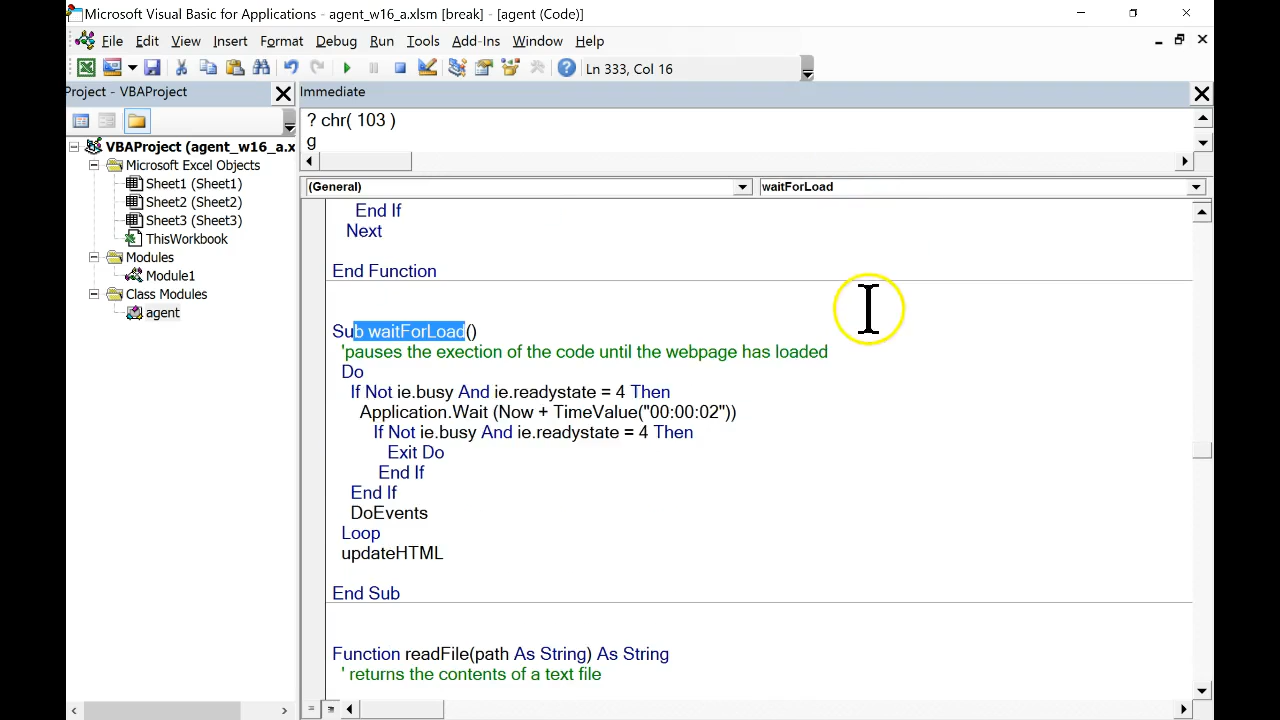 Microsoft Visual Basic for Applications - agent_w16_a.xlsm [break] - [agent (Code)]
File Edit View Insert Format Debug Run Tools Add-Ins Window Help
Ln 333, Col 16
Project - VBAProject
VBAProject (agent_w16_a.x
Microsoft Excel Objects
Sheet1 (Sheet1)
Sheet2 (Sheet2)
Sheet3 (Sheet3)
ThisWorkbook
Modules
Module1
Class Modules
agent
Immediate
? chr( 103 )
g
(General) waitForLoad
End If
Next
End Function
Sub waitForLoad()
'pauses the exection of the code until the webpage has loaded
Do
If Not ie.busy And ie.readystate = 4 Then
Application.Wait (Now + TimeValue("00:00:02"))
If Not ie.busy And ie.readystate = 4 Then
Exit Do
End If
End If
DoEvents
Loop
updateHTML
End Sub
Function readFile(path As String) As String
' returns the contents of a text file